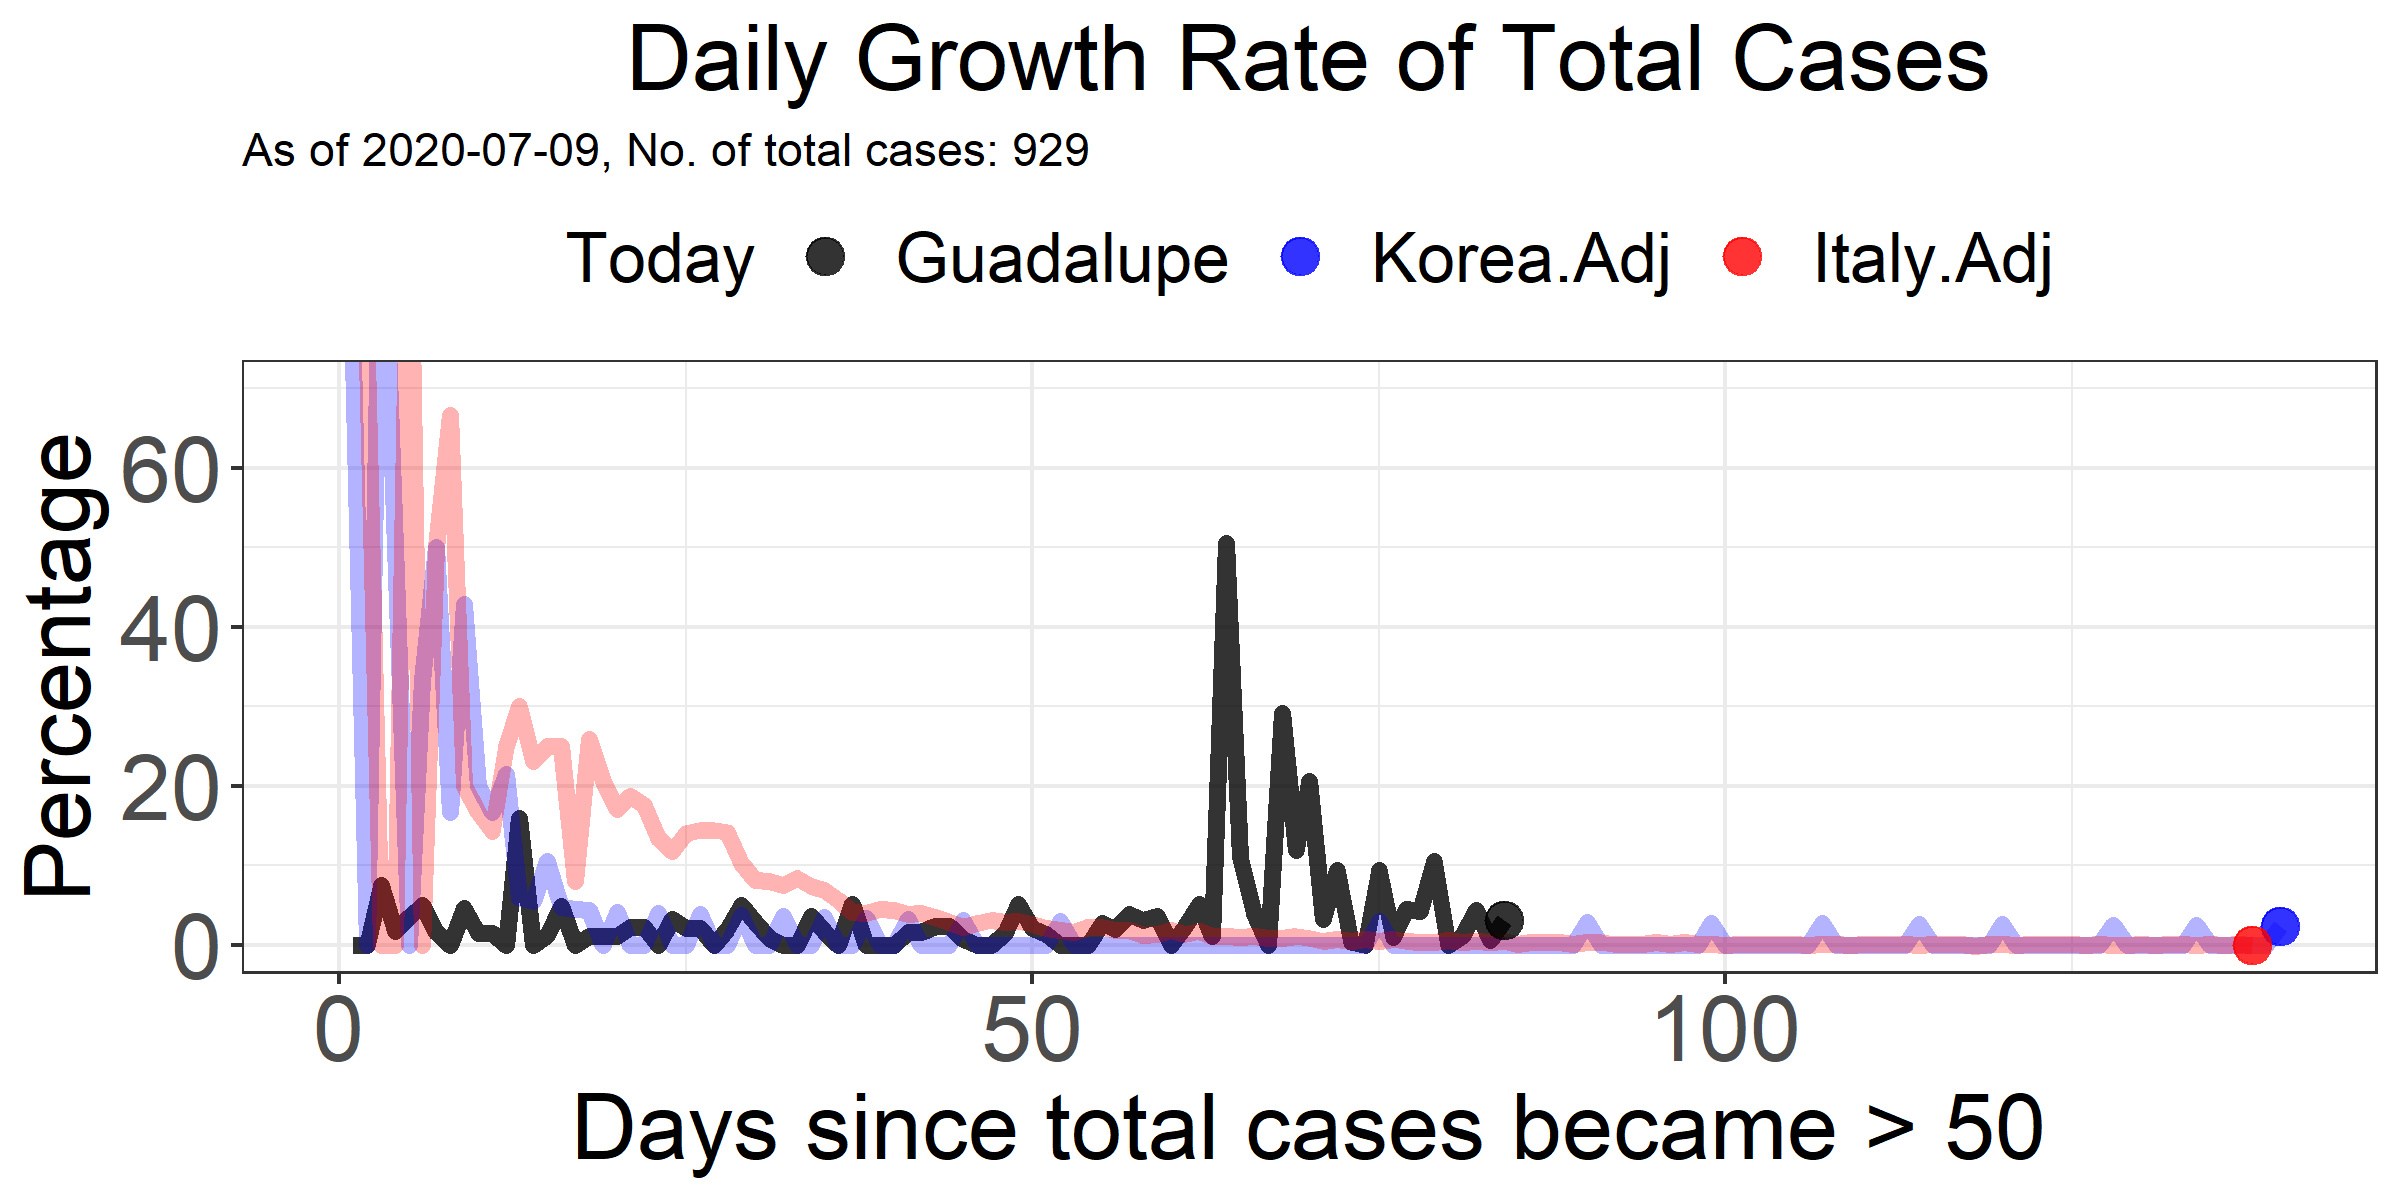 Daily Growth Rate of Total Cases
As of 2020-07-09, No. of total cases: 929
Today Guadalupe Korea.Adj Italy.Adj
Percentage
60
40
20
0
0 50 100
Days since total cases became > 50